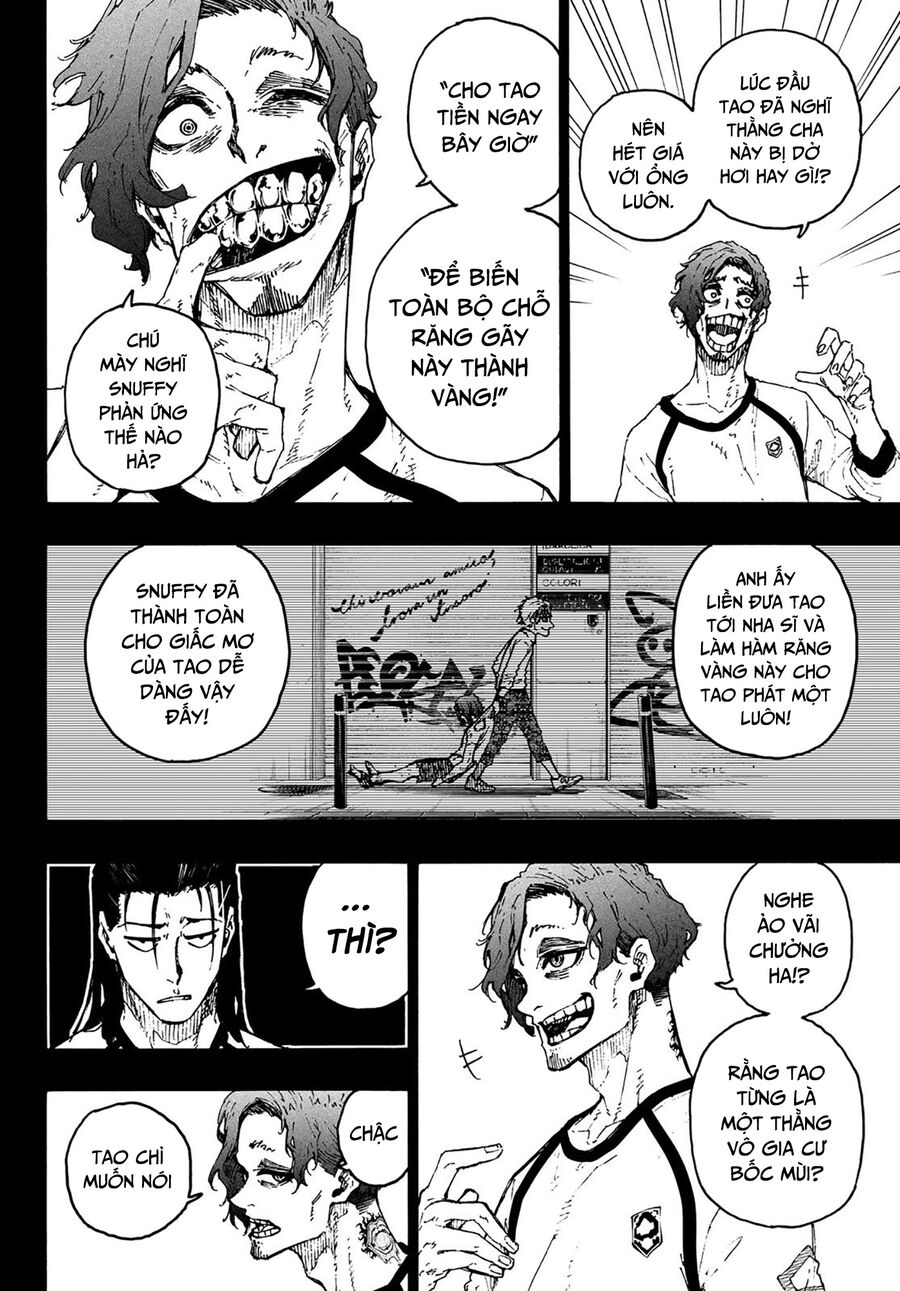 LÚC ĐẦU
TAO ĐÃ NGHĨ
THẰNG CHA
NÀY BỊ DỞ
HƠI HAY GÌ!?
NÊN
HÉT GIÁ
VỚI ỔNG
LUÔN.
"CHO TAO
TIỀN NGAY
BÂY GIỜ"
"ĐỂ BIẾN
TOÀN BỘ CHỖ
RĂNG GÃY
NÀY THÀNH
VÀNG!"
CHÚ
MÀY NGHĨ
SNUFFY
PHẢN ỨNG
THẾ NÀO
HẢ?
ANH ẤY
LIỀN ĐƯA TAO
TỚI NHA SĨ VÀ
LÀM HÀM RĂNG
VÀNG NÀY CHO
TAO PHÁT MỘT
LUÔN!
COLORI
SNUFFY ĐÃ
THÀNH TOÀN
CHO GIẤC MƠ
CỦA TAO DỄ
DÀNG VẬY
ĐẤY!
NGHE
ẢO VÃI
CHƯỞNG
HA!?
RẰNG TAO
TỪNG LÀ
MỘT THẰNG
VÔ GIA CƯ
BỐC MÙI?
...
THÌ?
CHẬC
TAO CHỈ
MUỐN NÓI